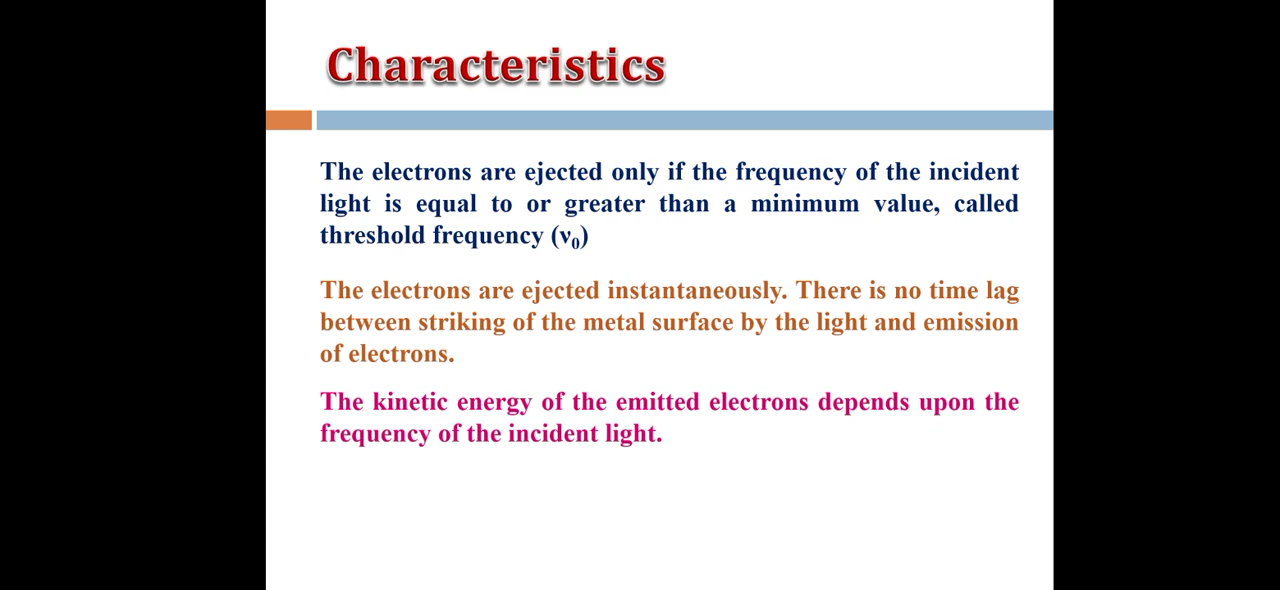 Characteristics
The electrons are ejected only if the frequency of the incident
light is equal to or greater than a minimum value, called
threshold frequency (ν₀)
The electrons are ejected instantaneously. There is no time lag
between striking of the metal surface by the light and emission
of electrons.
The kinetic energy of the emitted electrons depends upon the
frequency of the incident light.